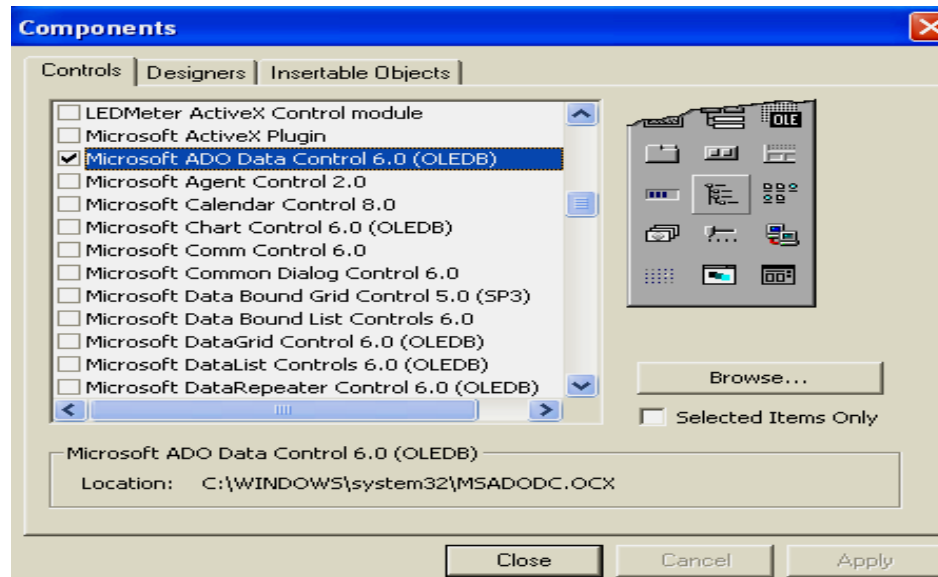 Components
Controls Designers Insertable Objects
LEDMeter ActiveX Control module
Microsoft ActiveX Plugin
Microsoft ADO Data Control 6.0 (OLEDB)
Microsoft Agent Control 2.0
Microsoft Calendar Control 8.0
Microsoft Chart Control 6.0 (OLEDB)
Microsoft Comm Control 6.0
Microsoft Common Dialog Control 6.0
Microsoft Data Bound Grid Control 5.0 (SP3)
Microsoft Data Bound List Controls 6.0
Microsoft DataGrid Control 6.0 (OLEDB)
Microsoft DataList Controls 6.0 (OLEDB)
Microsoft DataRepeater Control 6.0 (OLEDB)
OLE
Browse...
Selected Items Only
Microsoft ADO Data Control 6.0 (OLEDB)
Location: C:\WINDOWS\system32\MSADODC.OCX
Close Cancel Apply